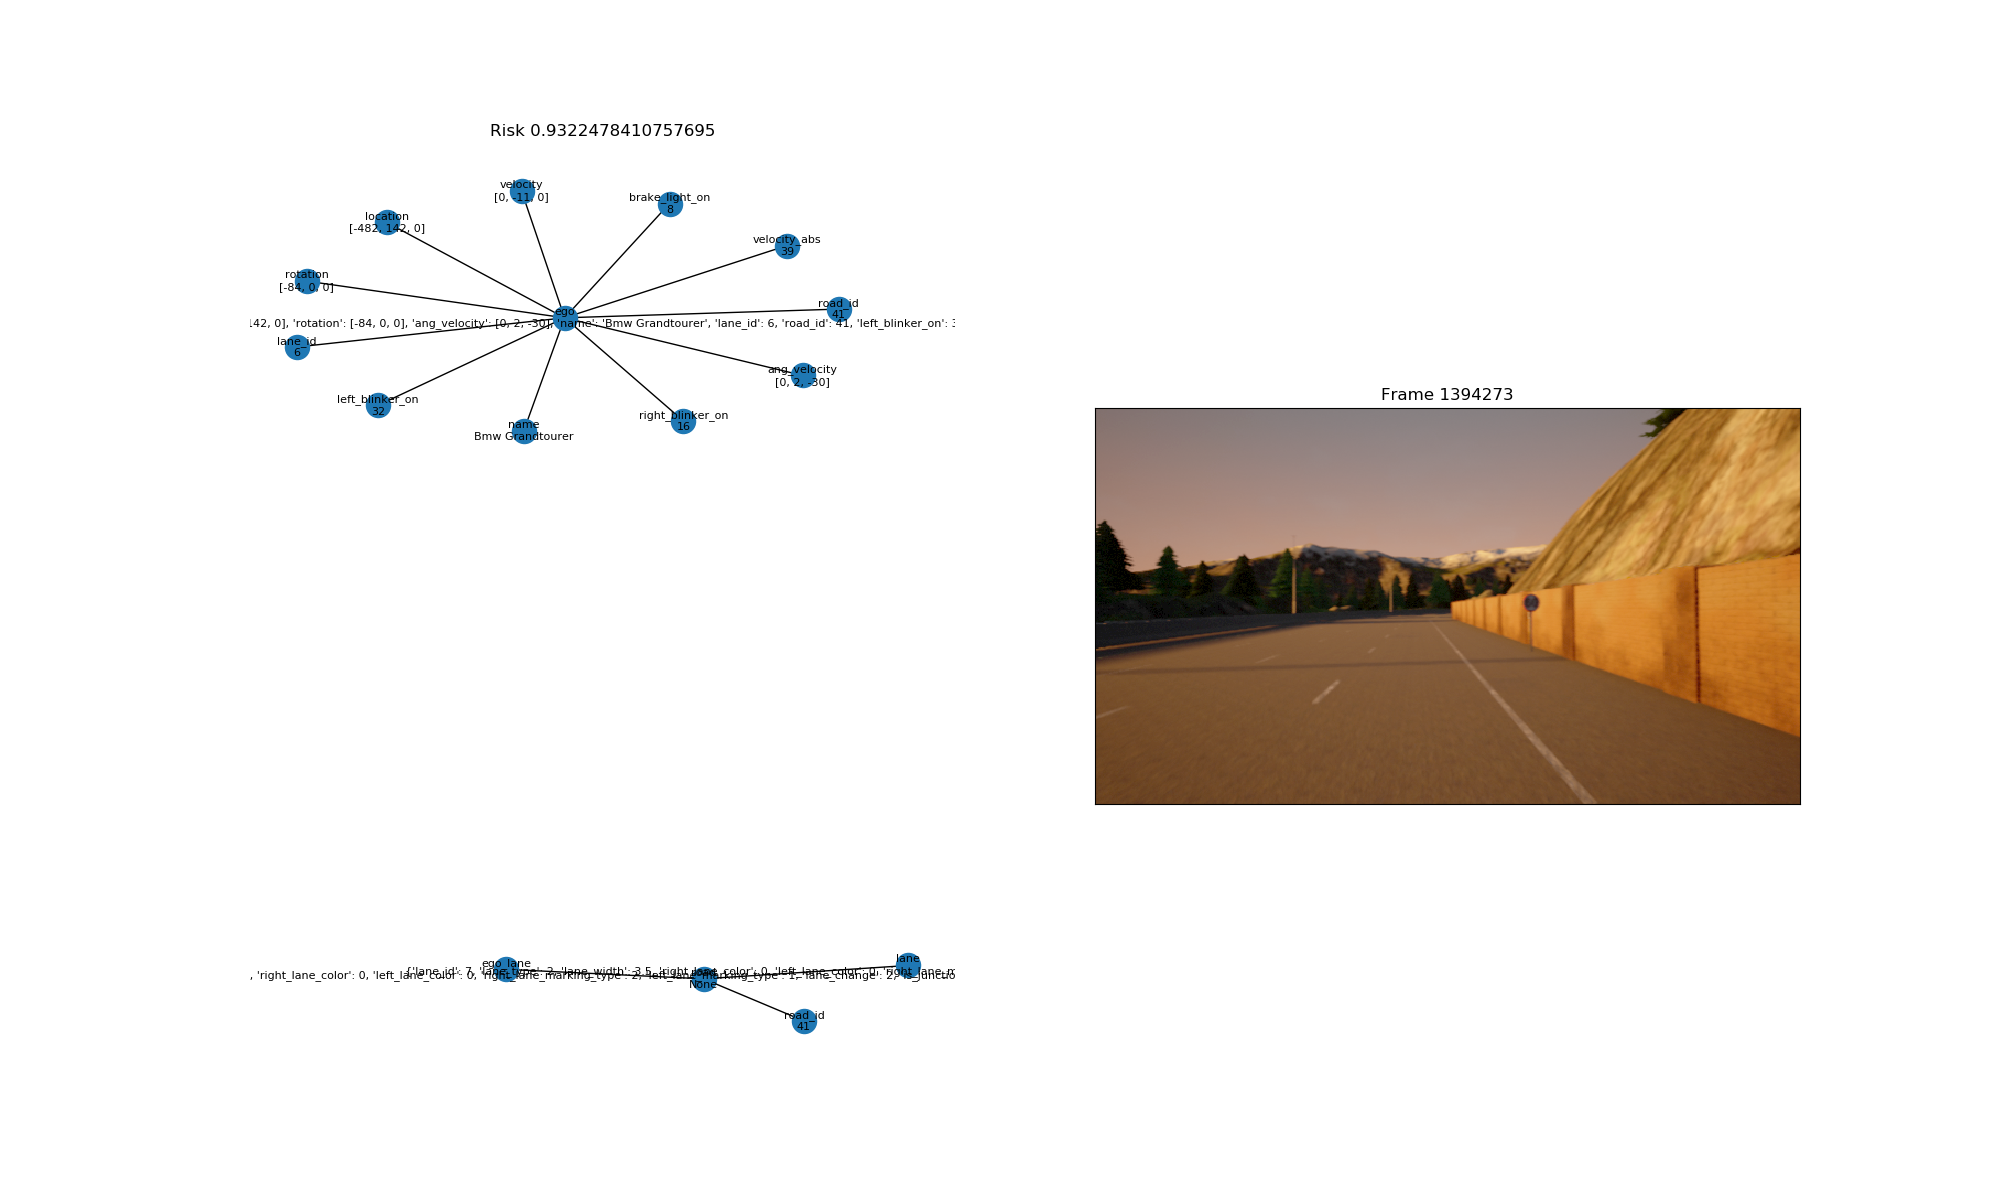 Risk 0.9322478410757695
velocity
[0, -11, 0]
brake_light_on
8
location
[-482, 142, 0]
velocity_abs
39
rotation
[-84, 0, 0]
road_id
41
ego
142, 0], 'rotation': [-84, 0, 0], 'ang_velocity': [0, 2, -30], 'name': 'Bmw Grandtourer', 'lane_id': 6, 'road_id': 41, 'left_blinker_on': 3
lane_id
6
ang_velocity
[0, 2, -30]
left_blinker_on
32
right_blinker_on
16
name
Bmw Grandtourer
Frame 1394273
ego_lane
lane
{'lane_id': 7, 'lane_type': 2, 'lane_width': 3.5, 'right_lane_color': 0, 'left_lane_color': 0, 'right_lane_m
, 'right_lane_color': 0, 'left_lane_color': 0, 'right_lane_marking_type': 2, 'left_lane_marking_type': 1, 'lane_change': 2, 'is_junctio
None
road_id
41